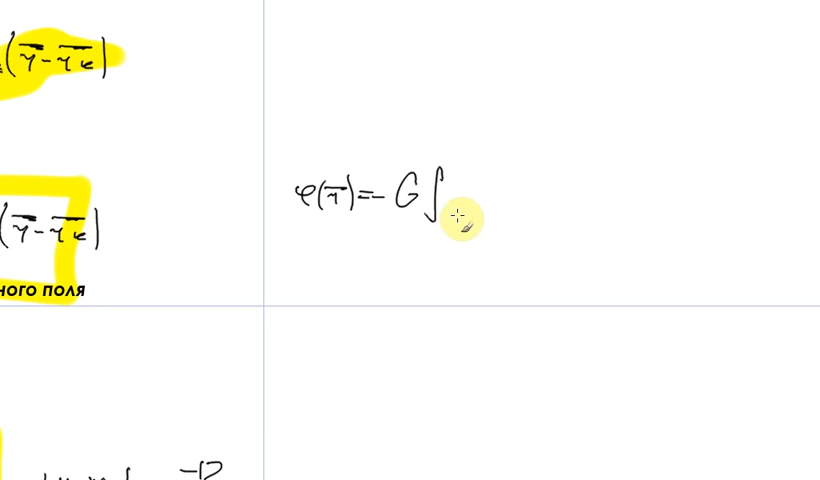 (r̅ - r̅ₖ)
φ(r̅) = - G ∫
(r̅ - r̅ₖ)
ного поля